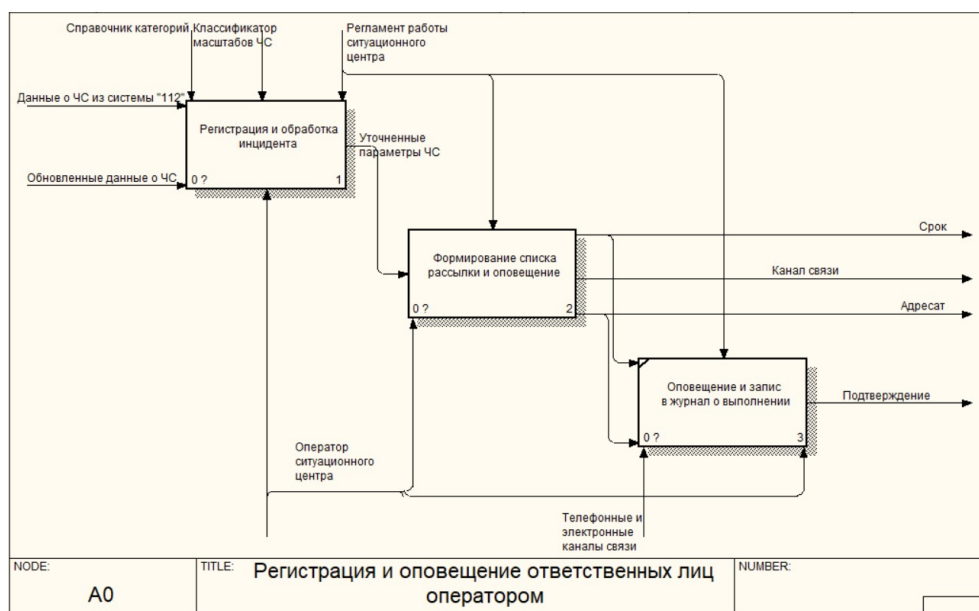 Справочник категорий
Классификатор
масштабов ЧС
Регламент работы
ситуационного
центра
Данные о ЧС из системы "112"
Регистрация и обработка
инцидента
0 ?
1
Уточненные
параметры ЧС
Обновленные данные о ЧС
Срок
Формирование списка
рассылки и оповещение
0 ?
2
Канал связи
Адресат
Оповещение и запис
в журнал о выполнении
0 ?
3
Подтверждение
Оператор
ситуационного
центра
Телефонные и
электронные
каналы связи
NODE:
A0
TITLE:
Регистрация и оповещение ответственных лиц
оператором
NUMBER: